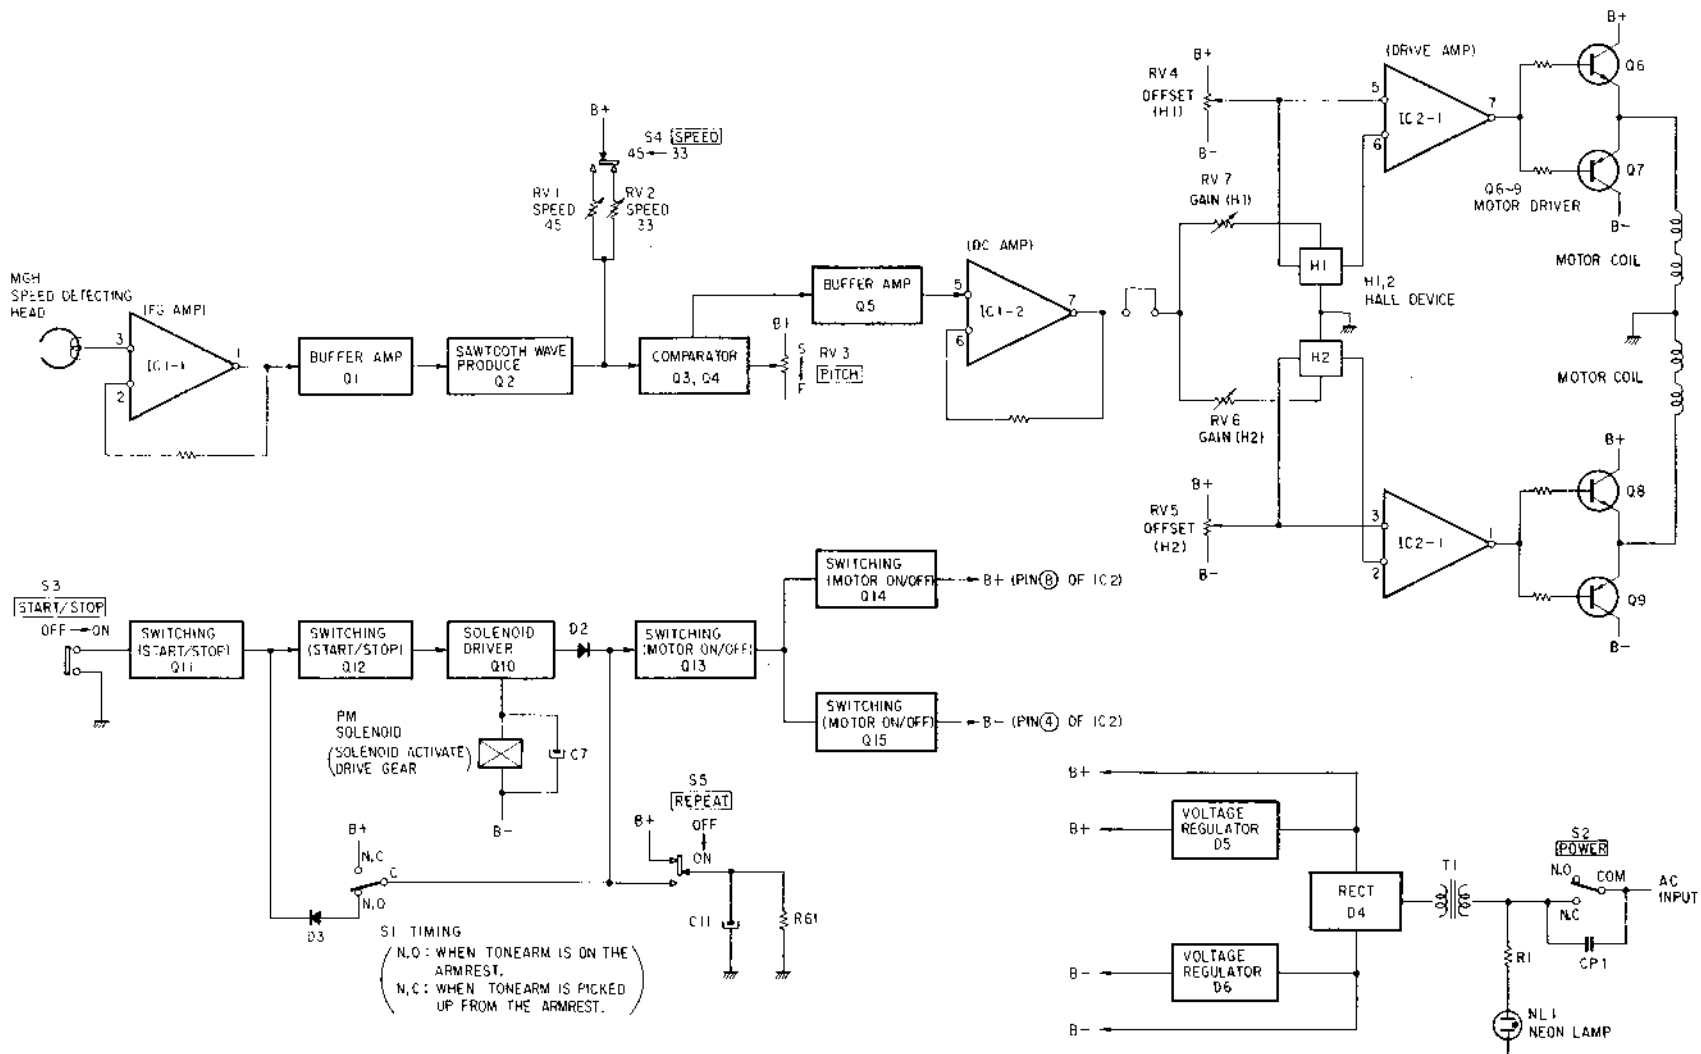 B+
(DRIVE AMP)
Q6
B+
RV4
OFFSET
(H1)
B-
5
6
7
IC2-1
Q7
B-
Q6~9
MOTOR DRIVER
B+
S4 SPEED
45 ← 33
RV1
SPEED
45
RV2
SPEED
33
RV7
GAIN (H1)
H1
H1,2
HALL DEVICE
H2
RV6
GAIN (H2)
MOTOR COIL
MOTOR COIL
MGH
SPEED DETECTING
HEAD
(FG AMP)
3
2
1
IC1-1
BUFFER AMP
Q1
SAWTOOTH WAVE
PRODUCE
Q2
COMPARATOR
Q3, Q4
B+
S
F
RV3
PITCH
BUFFER AMP
Q5
(DC AMP)
5
6
7
IC1-2
B+
RV5
OFFSET
(H2)
B-
3
2
1
IC2-1
B+
Q8
Q9
B-
S3
START/STOP
OFF → ON
SWITCHING
(START/STOP)
Q11
SWITCHING
(START/STOP)
Q12
SOLENOID
DRIVER
Q10
D2
SWITCHING
(MOTOR ON/OFF)
Q13
SWITCHING
(MOTOR ON/OFF)
Q14
B+ (PIN⑧ OF IC2)
SWITCHING
(MOTOR ON/OFF)
Q15
B- (PIN④ OF IC2)
PM
SOLENOID
(SOLENOID ACTIVATE)
DRIVE GEAR
C7
B-
S5
REPEAT
OFF
ON
B+
B+
N,C
C
N,O
D3
C11
R61
S1 TIMING
N,O: WHEN TONEARM IS ON THE
ARMREST.
N,C: WHEN TONEARM IS PICKED
UP FROM THE ARMREST.
B+
B+
VOLTAGE
REGULATOR
D5
RECT
D4
T1
S2
POWER
N,O
COM
N,C
AC
INPUT
CP1
R1
B-
VOLTAGE
REGULATOR
D6
B-
NL1
NEON LAMP